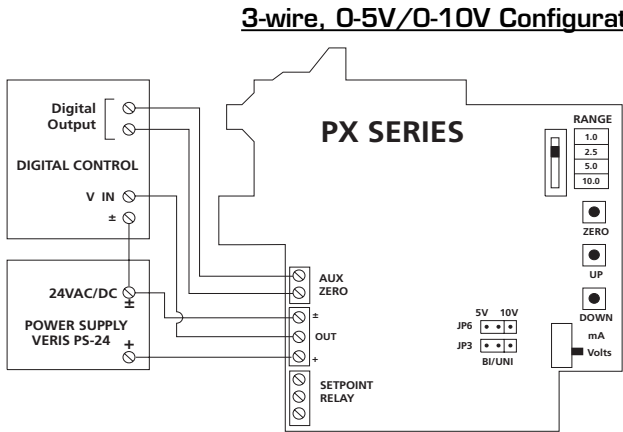 3-wire, 0-5V/0-10V Configurat
Digital
Output
DIGITAL CONTROL
V IN
±
24VAC/DC
±
POWER SUPPLY
VERIS PS-24
+
PX SERIES
RANGE
1.0
2.5
5.0
10.0
ZERO
UP
DOWN
AUX
ZERO
±
OUT
+
SETPOINT
RELAY
5V 10V
JP6
JP3
BI/UNI
mA
Volts